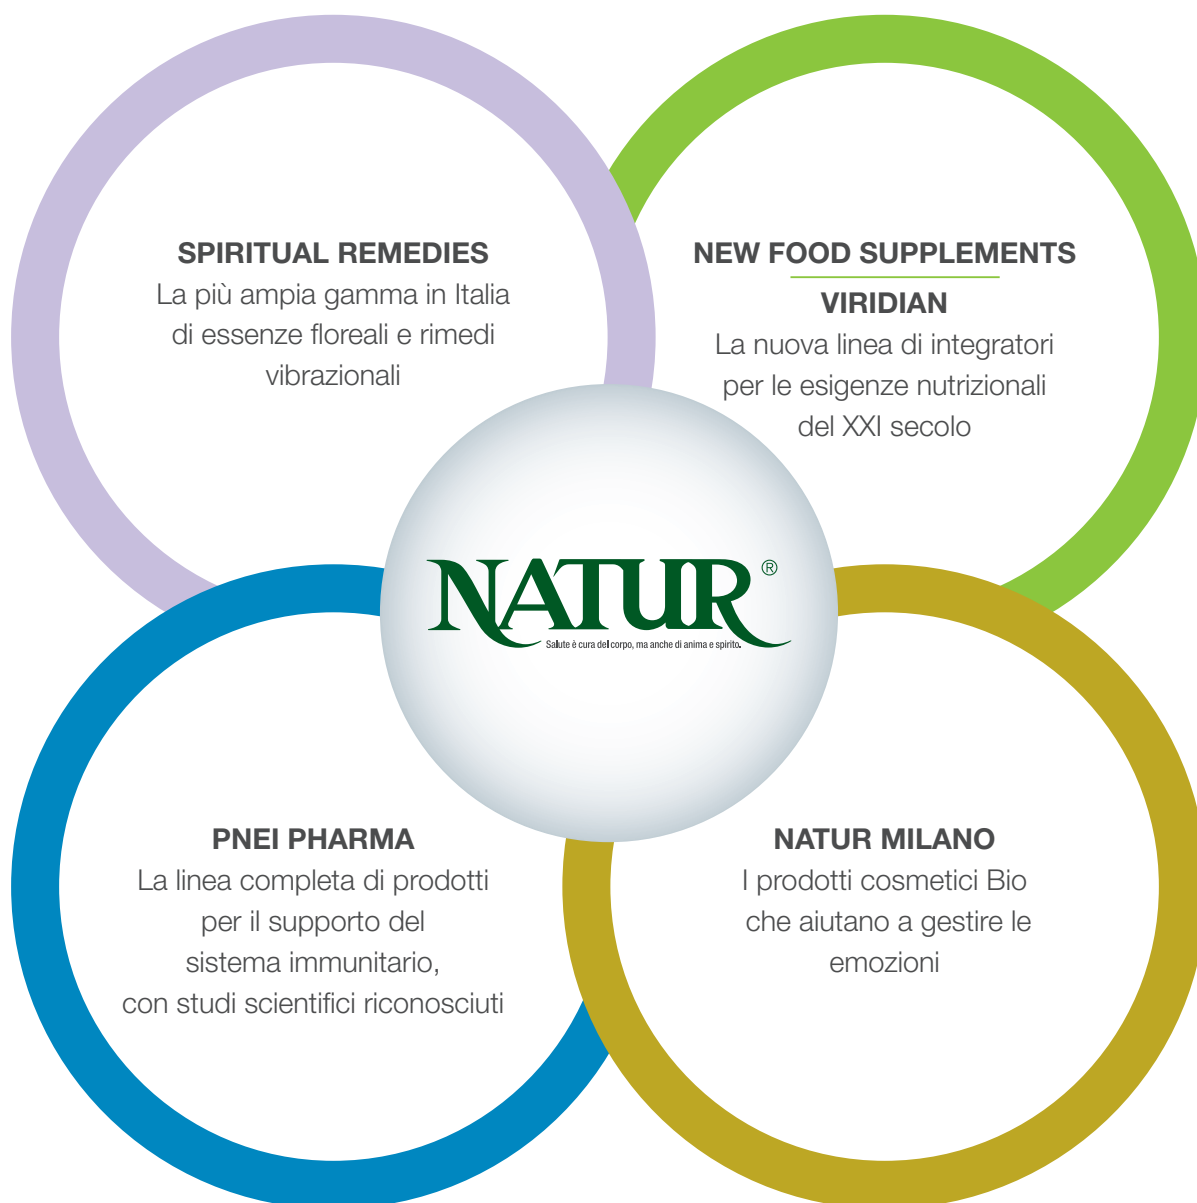 SPIRITUAL REMEDIES
La più ampia gamma in Italia
di essenze floreali e rimedi
vibrazionali
NEW FOOD SUPPLEMENTS
VIRIDIAN
La nuova linea di integratori
per le esigenze nutrizionali
del XXI secolo
NATUR®
Salute è cura del corpo, ma anche di anima e spirito.
PNEI PHARMA
La linea completa di prodotti
per il supporto del
sistema immunitario,
con studi scientifici riconosciuti
NATUR MILANO
I prodotti cosmetici Bio
che aiutano a gestire le
emozioni